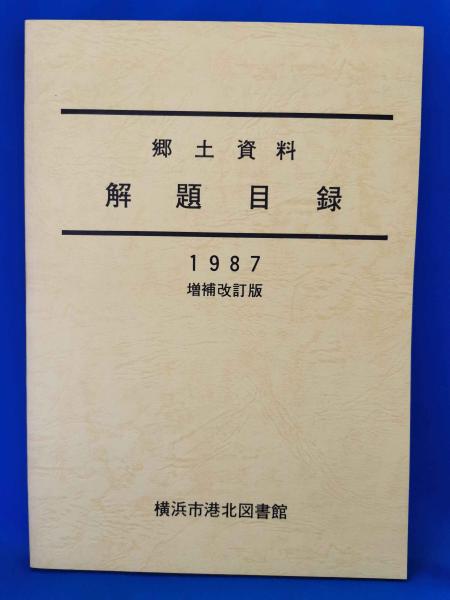 郷土資料
解題目録
1987
増補改訂版
横浜市港北図書館